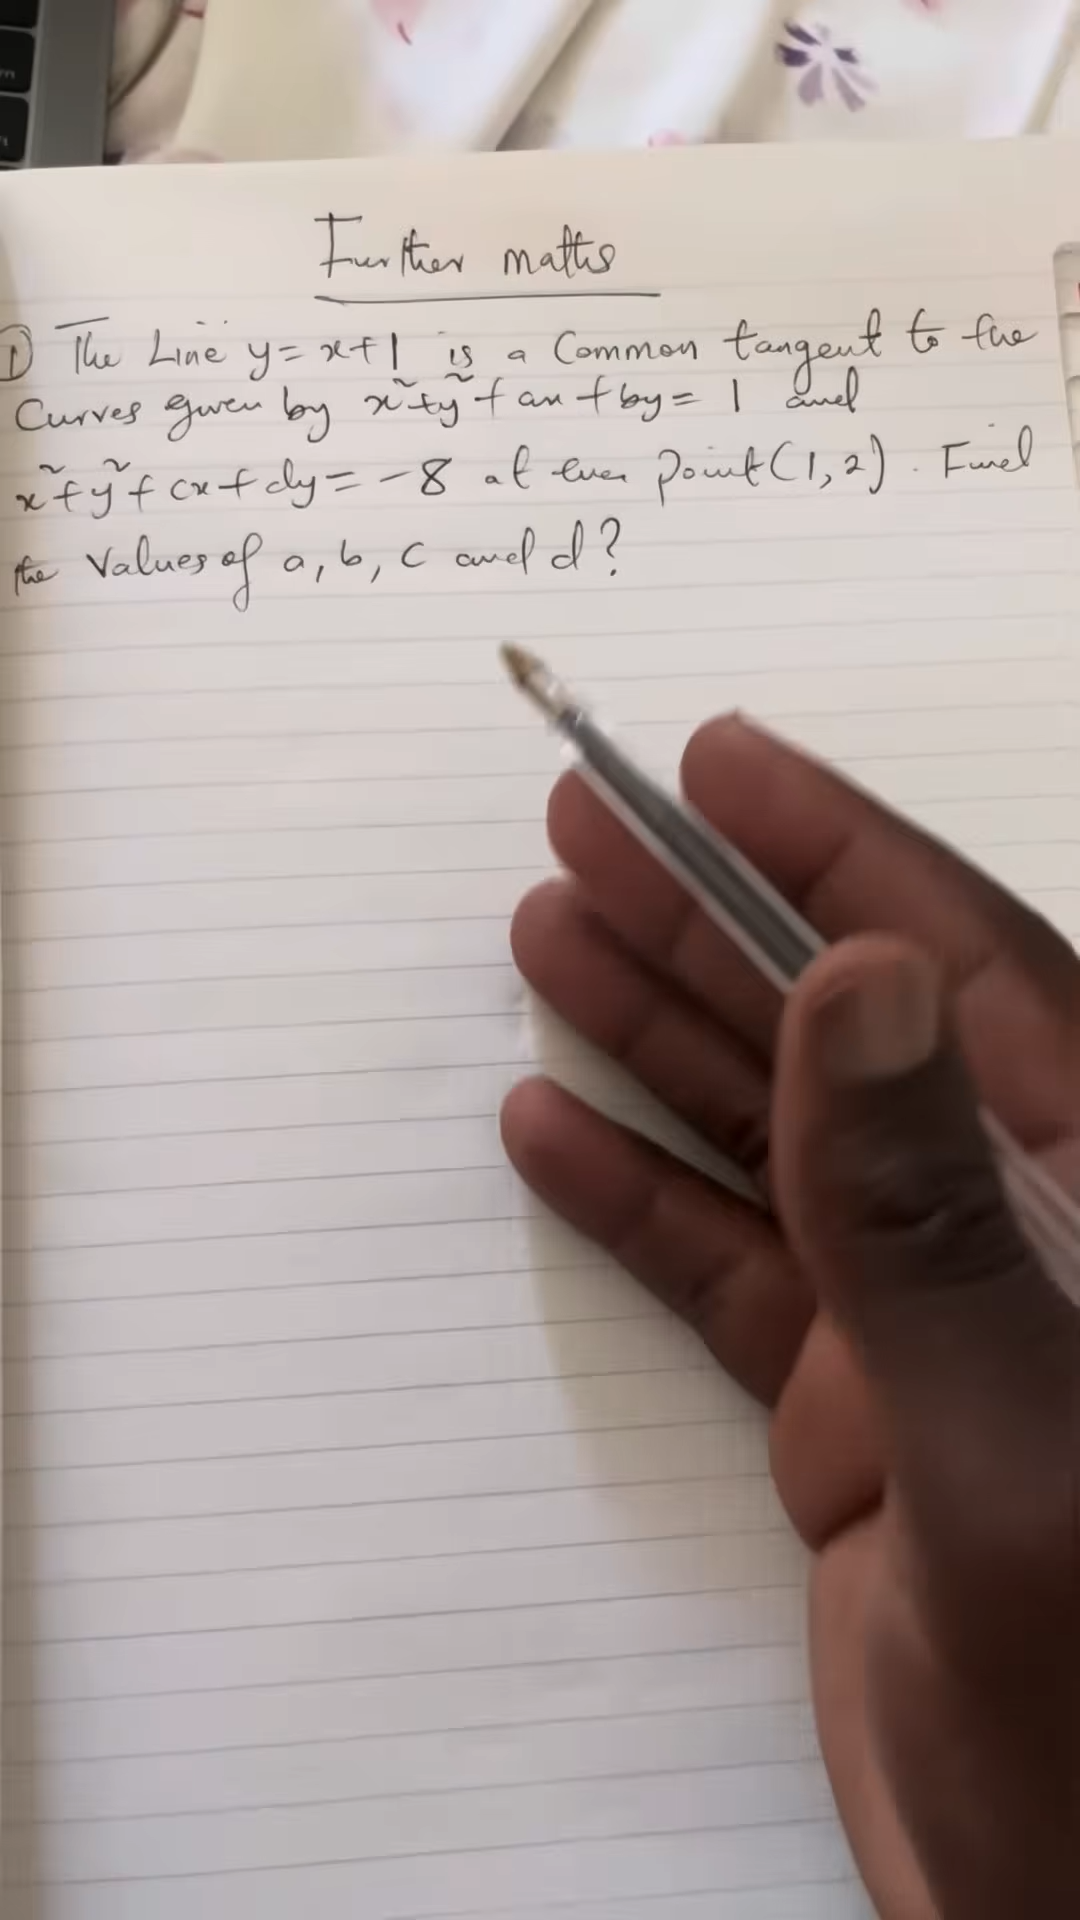 Further maths
① The Line y = x+1 is a Common tangent to the
Curves given by x²+y²+ax+by = 1 and
x²+y²+cx+dy = -8 at point (1,2). Find
the values of a, b, c and d?